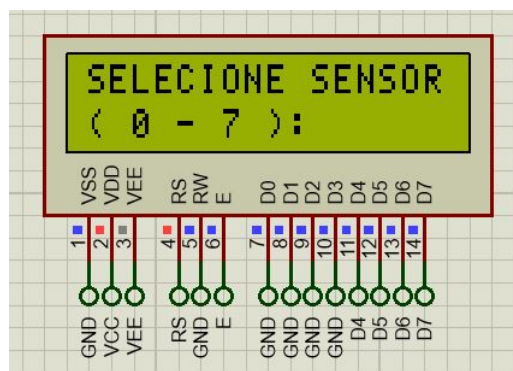 SELECIONE SENSOR
( 0 - 7 ):
VSS VDD VEE RS RW E D0 D1 D2 D3 D4 D5 D6 D7
1 2 3 4 5 6 7 8 9 10 11 12 13 14
GND VCC VEE RS GND E GND GND GND GND D4 D5 D6 D7